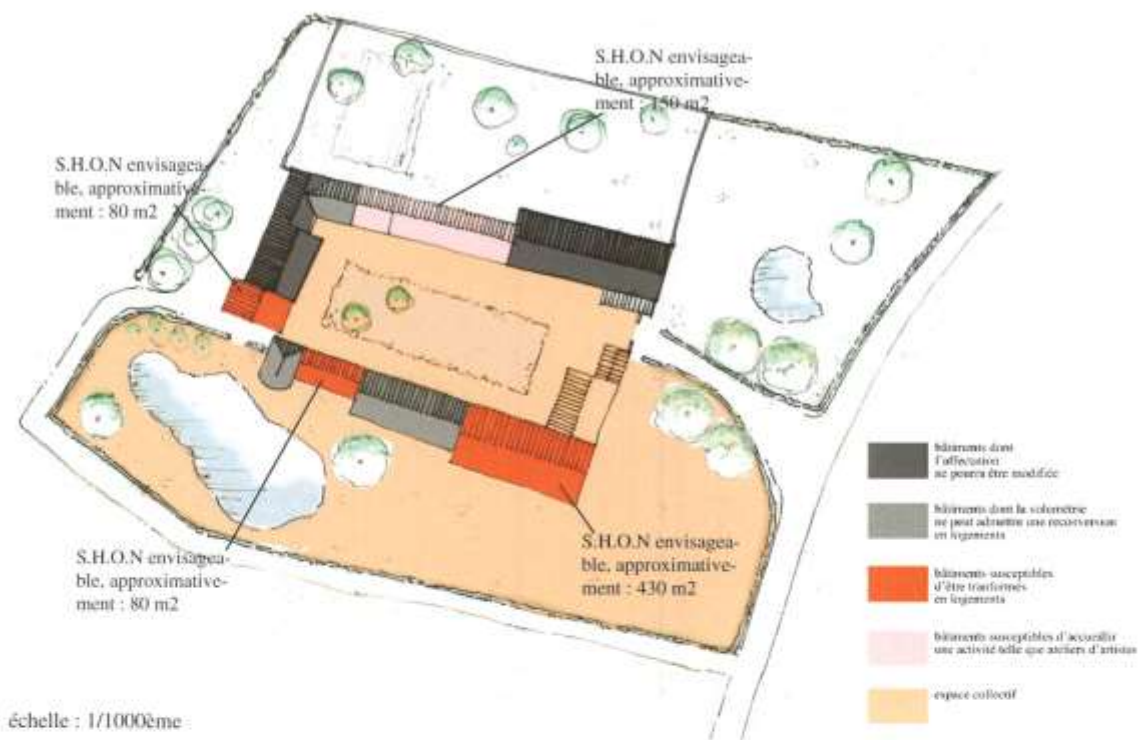 S.H.O.N envisagea-
ble, approximative-
ment : 150 m2
S.H.O.N envisagea-
ble, approximative-
ment : 80 m2
S.H.O.N envisagea-
ble, approximative-
ment : 80 m2
S.H.O.N envisagea-
ble, approximative-
ment : 430 m2
bâtiments dont
l'affectation
ne pourra être modifiée
bâtiments dont la volumétrie
ne peut admettre une reconversion
en logements
bâtiments susceptibles
d'être tranformés
en logements
bâtiments susceptibles d'accueillir
une activité telle que ateliers d'artistes
espace collectif
échelle : 1/1000ème